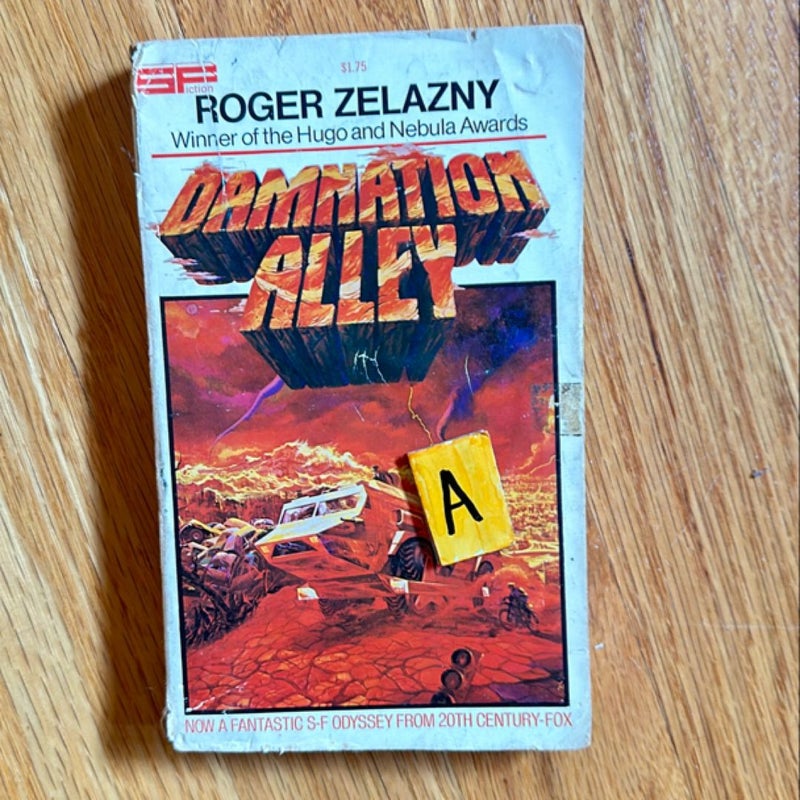 $1.75
SF
iction
ROGER ZELAZNY
Winner of the Hugo and Nebula Awards
DAMNATION
ALLEY
A
NOW A FANTASTIC S-F ODYSSEY FROM 20TH CENTURY-FOX